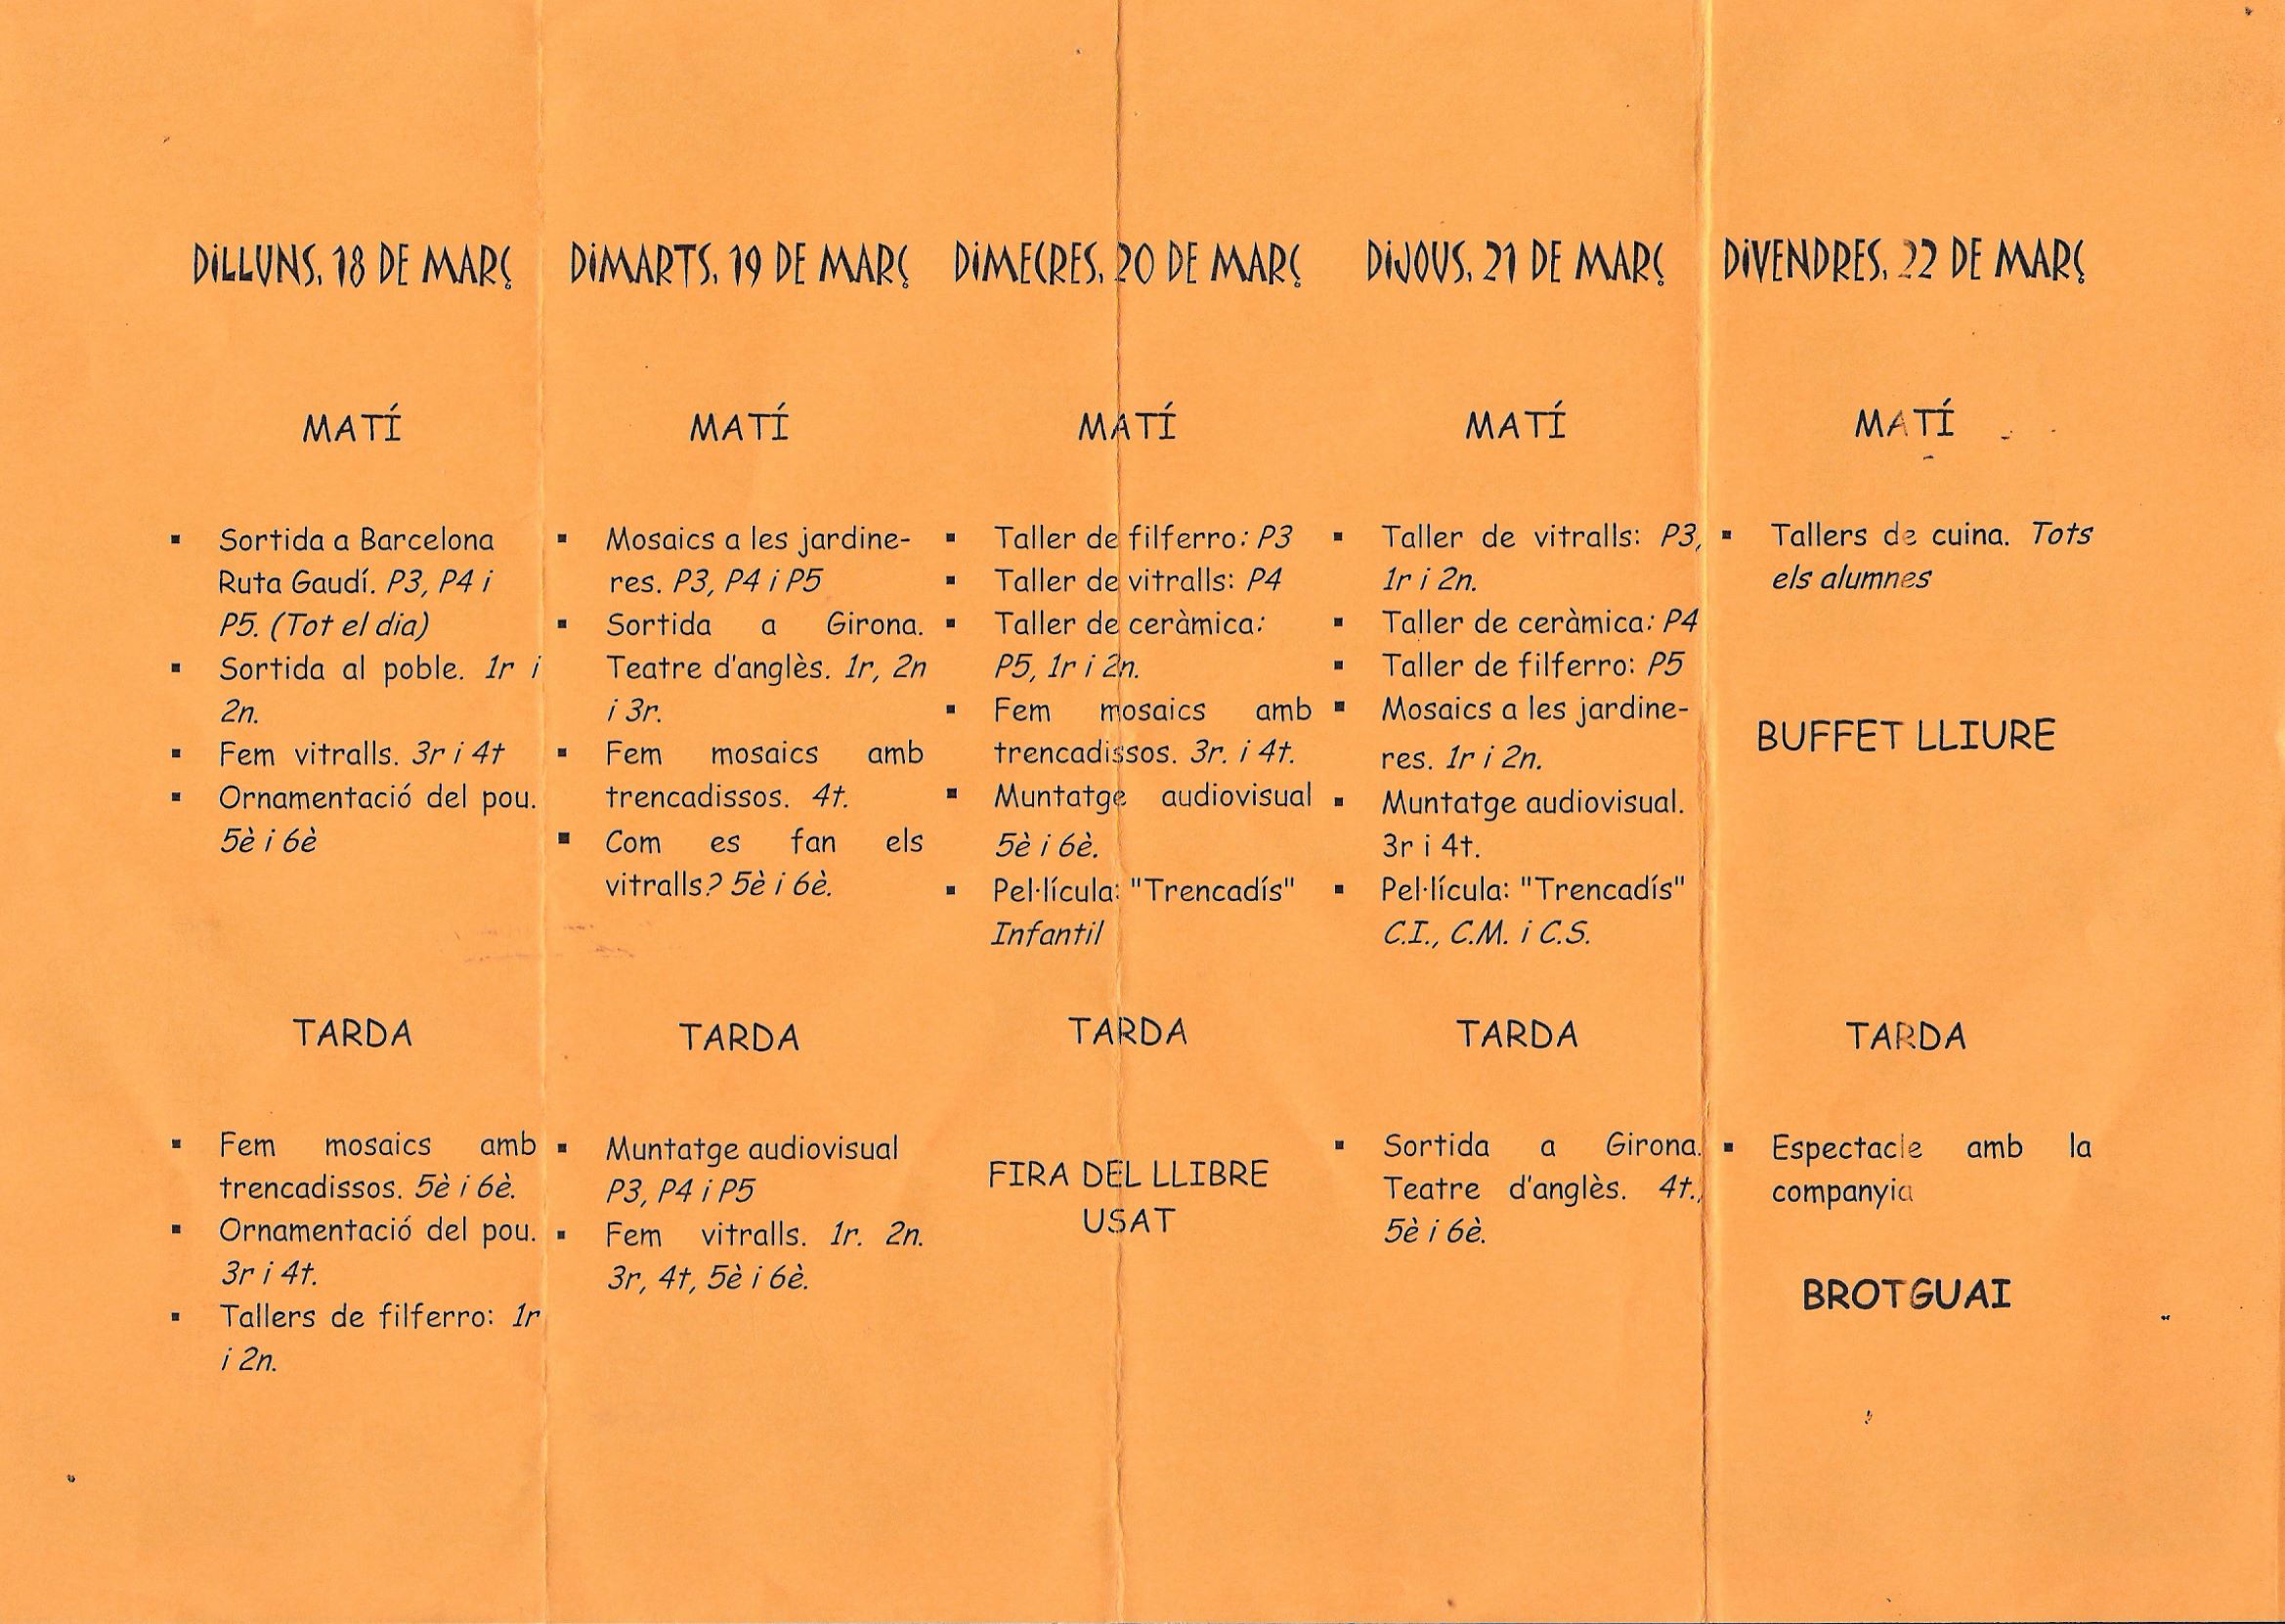 DILLUNS, 18 DE MARÇ
MATÍ
▪ Sortida a Barcelona
Ruta Gaudí. P3, P4 i
P5. (Tot el dia)
▪ Sortida al poble. 1r i
2n.
▪ Fem vitralls. 3r i 4t
▪ Ornamentació del pou.
5è i 6è
TARDA
▪ Fem mosaics amb
trencadissos. 5è i 6è.
▪ Ornamentació del pou.
3r i 4t.
▪ Tallers de filferro: 1r
i 2n.
DIMARTS, 19 DE MARÇ
MATÍ
▪ Mosaics a les jardine-
res. P3, P4 i P5
▪ Sortida a Girona.
Teatre d'anglès. 1r, 2n
i 3r.
▪ Fem mosaics amb
trencadissos. 4t.
▪ Com es fan els
vitralls? 5è i 6è.
TARDA
▪ Muntatge audiovisual
P3, P4 i P5
▪ Fem vitralls. 1r. 2n.
3r, 4t, 5è i 6è.
DIMECRES, 20 DE MARÇ
MATÍ
▪ Taller de filferro: P3
▪ Taller de vitralls: P4
▪ Taller de ceràmica:
P5, 1r i 2n.
▪ Fem mosaics amb
trencadissos. 3r. i 4t.
▪ Muntatge audiovisual
5è i 6è.
▪ Pel·lícula: "Trencadís"
Infantil
TARDA
FIRA DEL LLIBRE
USAT
DIJOUS, 21 DE MARÇ
MATÍ
▪ Taller de vitralls: P3,
1r i 2n.
▪ Taller de ceràmica: P4
▪ Taller de filferro: P5
▪ Mosaics a les jardine-
res. 1r i 2n.
▪ Muntatge audiovisual.
3r i 4t.
▪ Pel·lícula: "Trencadís"
C.I., C.M. i C.S.
TARDA
▪ Sortida a Girona.
Teatre d'anglès. 4t.,
5è i 6è.
DIVENDRES, 22 DE MARÇ
MATÍ
▪ Tallers de cuina. Tots
els alumnes
BUFFET LLIURE
TARDA
▪ Espectacle amb la
companyia
BROTGUAI